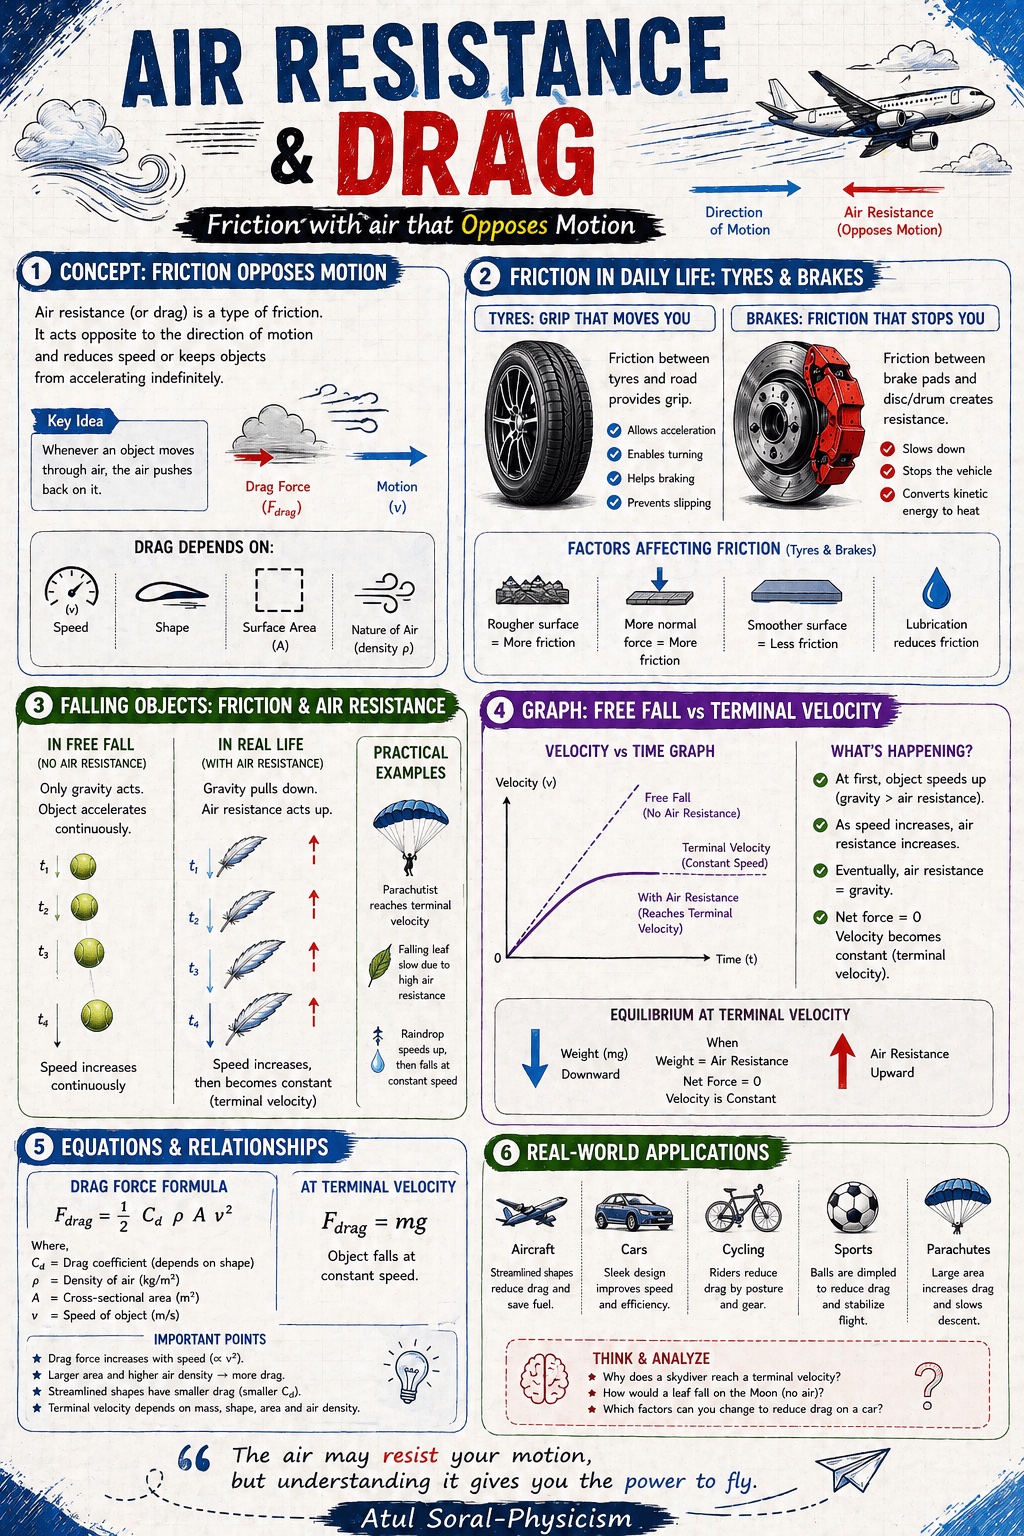 AIR RESISTANCE
& DRAG
Friction with air that Opposes Motion
Direction
of Motion
Air Resistance
(Opposes Motion)
1 CONCEPT: FRICTION OPPOSES MOTION
Air resistance (or drag) is a type of friction.
It acts opposite to the direction of motion
and reduces speed or keeps objects
from accelerating indefinitely.
Key Idea
Whenever an object moves
through air, the air pushes
back on it.
Drag Force
(F_drag)
Motion
(v)
DRAG DEPENDS ON:
(v)
Speed
Shape
Surface Area
(A)
Nature of Air
(density ρ)
2 FRICTION IN DAILY LIFE: TYRES & BRAKES
TYRES: GRIP THAT MOVES YOU
Friction between
tyres and road
provides grip.
Allows acceleration
Enables turning
Helps braking
Prevents slipping
BRAKES: FRICTION THAT STOPS YOU
Friction between
brake pads and
disc/drum creates
resistance.
Slows down
Stops the vehicle
Converts kinetic
energy to heat
FACTORS AFFECTING FRICTION (Tyres & Brakes)
Rougher surface
= More friction
More normal
force = More
friction
Smoother surface
= Less friction
Lubrication
reduces friction
3 FALLING OBJECTS: FRICTION & AIR RESISTANCE
IN FREE FALL
(NO AIR RESISTANCE)
Only gravity acts.
Object accelerates
continuously.
t₁
t₂
t₃
t₄
Speed increases
continuously
IN REAL LIFE
(WITH AIR RESISTANCE)
Gravity pulls down.
Air resistance acts up.
t₁
t₂
t₃
t₄
Speed increases,
then becomes constant
(terminal velocity)
PRACTICAL
EXAMPLES
Parachutist
reaches terminal
velocity
Falling leaf
slow due to
high air
resistance
Raindrop
speeds up,
then falls at
constant speed
4 GRAPH: FREE FALL vs TERMINAL VELOCITY
VELOCITY vs TIME GRAPH
Velocity (v)
Free Fall
(No Air Resistance)
Terminal Velocity
(Constant Speed)
With Air Resistance
(Reaches Terminal
Velocity)
0
Time (t)
WHAT'S HAPPENING?
At first, object speeds up
(gravity > air resistance).
As speed increases, air
resistance increases.
Eventually, air resistance
= gravity.
Net force = 0
Velocity becomes
constant (terminal
velocity).
EQUILIBRIUM AT TERMINAL VELOCITY
Weight (mg)
Downward
When
Weight = Air Resistance
Net Force = 0
Velocity is Constant
Air Resistance
Upward
5 EQUATIONS & RELATIONSHIPS
DRAG FORCE FORMULA
F_drag = 1/2 C_d ρ A v²
Where,
C_d = Drag coefficient (depends on shape)
ρ = Density of air (kg/m²)
A = Cross-sectional area (m²)
v = Speed of object (m/s)
AT TERMINAL VELOCITY
F_drag = mg
Object falls at
constant speed.
IMPORTANT POINTS
Drag force increases with speed (∝ v²).
Larger area and higher air density → more drag.
Streamlined shapes have smaller drag (smaller C_d).
Terminal velocity depends on mass, shape, area and air density.
6 REAL-WORLD APPLICATIONS
Aircraft
Streamlined shapes
reduce drag and
save fuel.
Cars
Sleek design
improves speed
and efficiency.
Cycling
Riders reduce
drag by posture
and gear.
Sports
Balls are dimpled
to reduce drag
and stabilize
flight.
Parachutes
Large area
increases drag
and slows
descent.
THINK & ANALYZE
Why does a skydiver reach a terminal velocity?
How would a leaf fall on the Moon (no air)?
Which factors can you change to reduce drag on a car?
?
“ The air may resist your motion,
but understanding it gives you the power to fly.
Atul Soral-Physicism